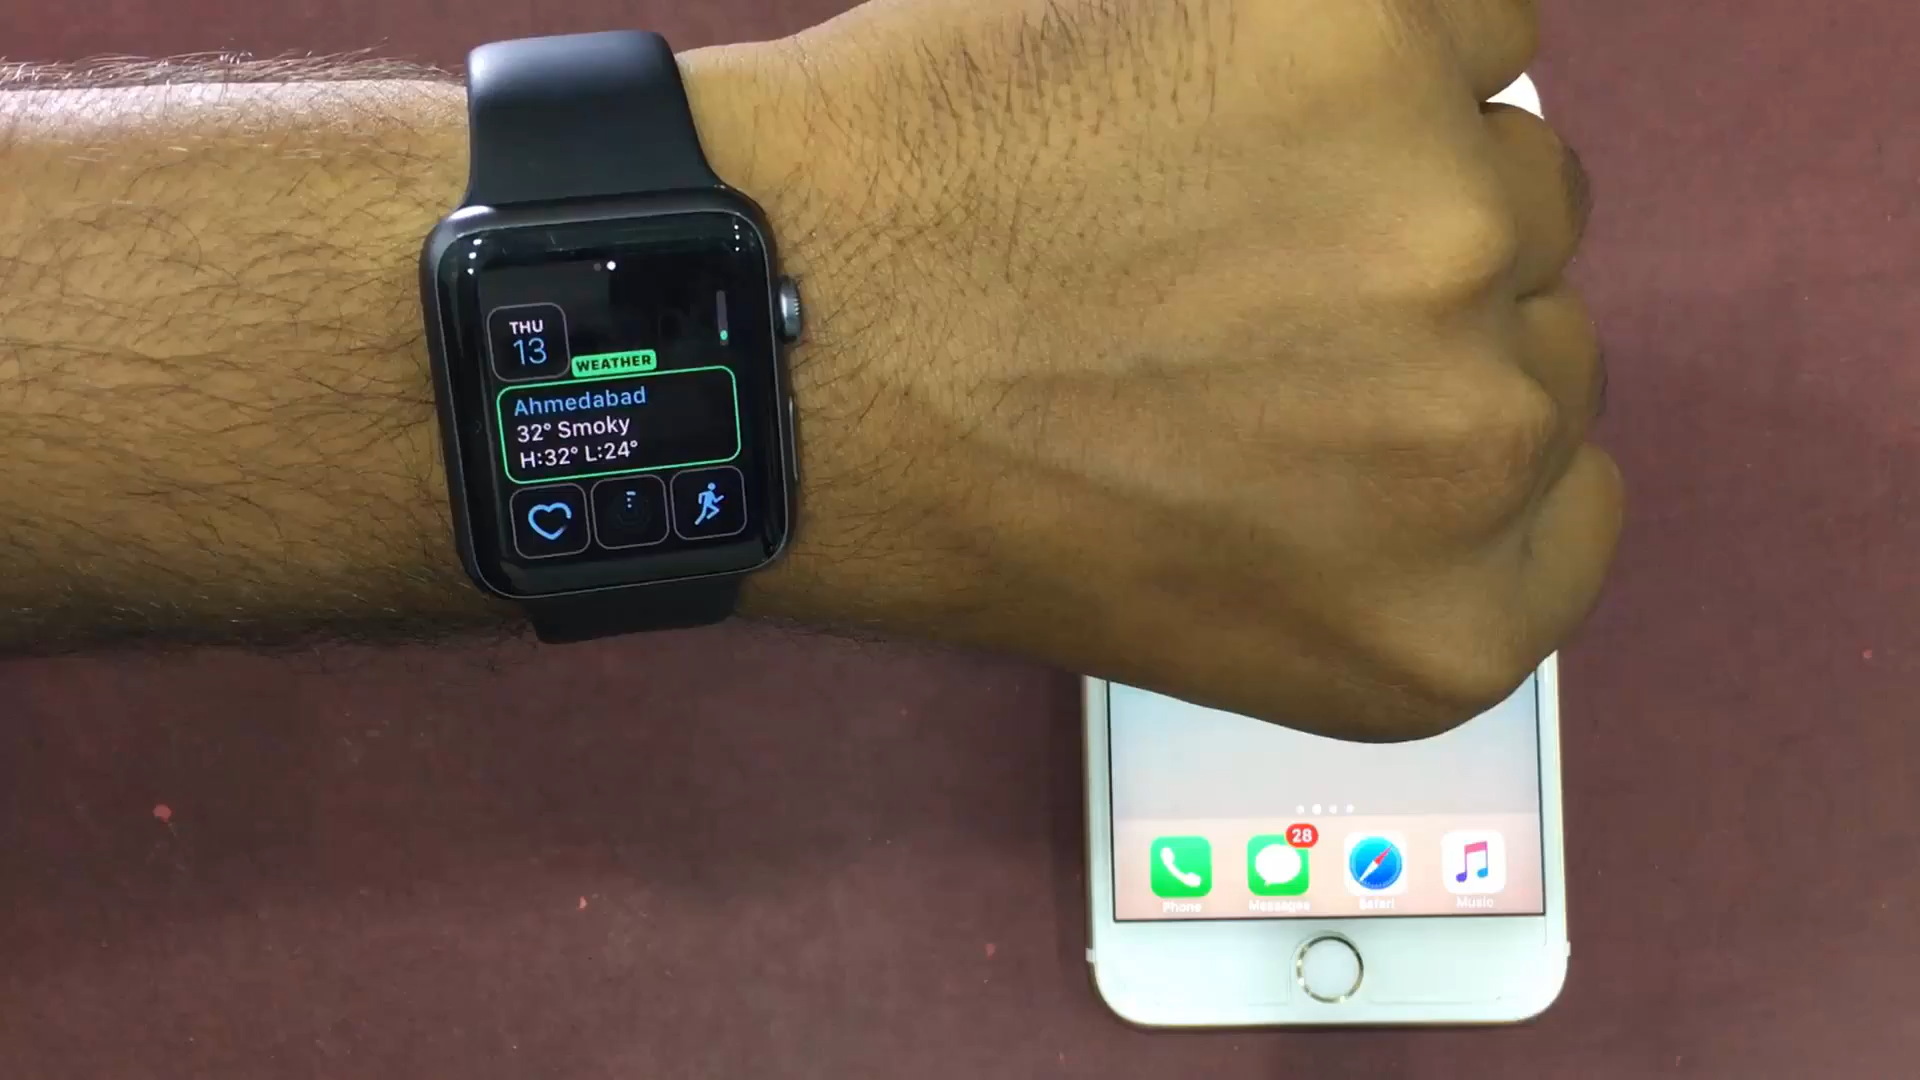 THU
13
WEATHER
Ahmedabad
32° Smoky
H:32° L:24°
28
Phone
Messages
Safari
Music